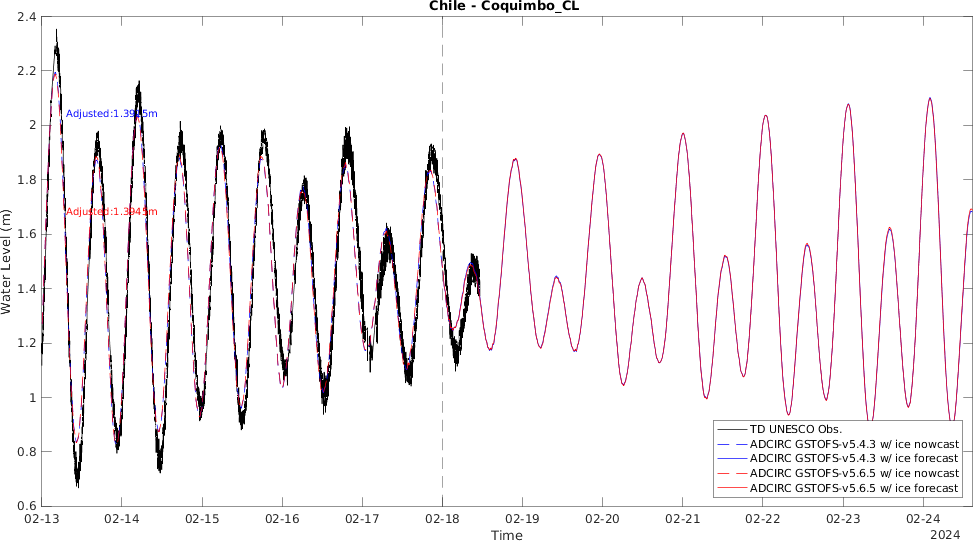 Chile - Coquimbo_CL
Water Level (m)
2.4
2.2
2
1.8
1.6
1.4
1.2
1
0.8
0.6
Adjusted:1.3945m
TD UNESCO Obs.
ADCIRC GSTOFS-v5.4.3 w/ ice nowcast
ADCIRC GSTOFS-v5.4.3 w/ ice forecast
ADCIRC GSTOFS-v5.6.5 w/ ice nowcast
ADCIRC GSTOFS-v5.6.5 w/ ice forecast
02-13 02-14 02-15 02-16 02-17 02-18 02-19 02-20 02-21 02-22 02-23 02-24
Time
2024